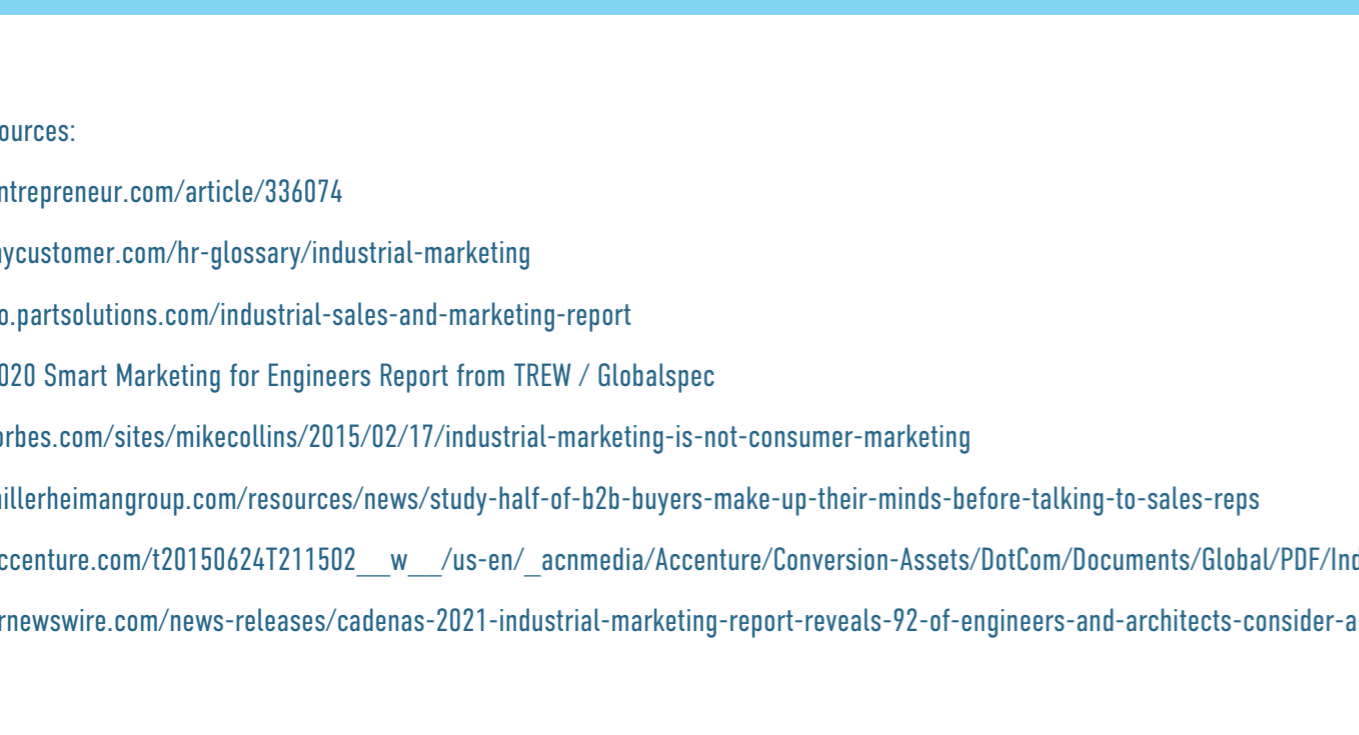 ources:
ntrepreneur.com/article/336074
ycustomer.com/hr-glossary/industrial-marketing
o.partsolutions.com/industrial-sales-and-marketing-report
020 Smart Marketing for Engineers Report from TREW / Globalspec
orbes.com/sites/mikecollins/2015/02/17/industrial-marketing-is-not-consumer-marketing
illerheimangroup.com/resources/news/study-half-of-b2b-buyers-make-up-their-minds-before-talking-to-sales-reps
ccenture.com/t20150624T211502__w__/us-en/_acnmedia/Accenture/Conversion-Assets/DotCom/Documents/Global/PDF/Ind
rnewswire.com/news-releases/cadenas-2021-industrial-marketing-report-reveals-92-of-engineers-and-architects-consider-a